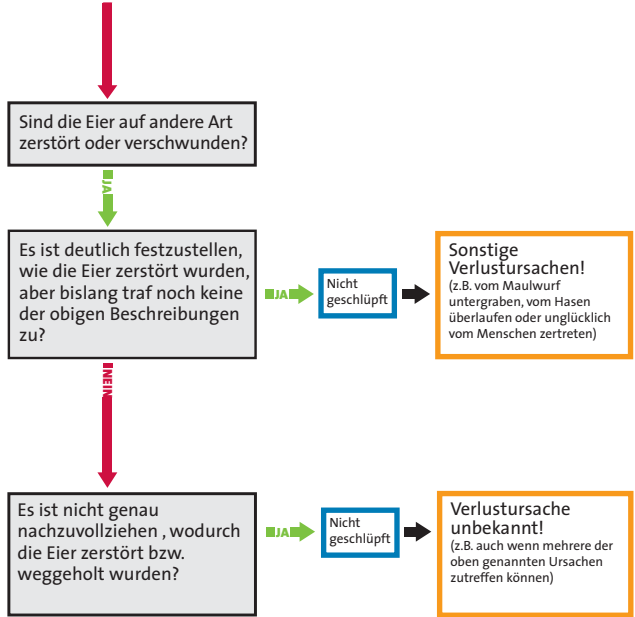 Sind die Eier auf andere Art
zerstört oder verschwunden?
JA
Es ist deutlich festzustellen,
wie die Eier zerstört wurden,
aber bislang traf noch keine
der obigen Beschreibungen
zu?
JA
Nicht
geschlüpft
Sonstige
Verlustursachen!
(z.B. vom Maulwurf
untergraben, vom Hasen
überlaufen oder unglücklich
vom Menschen zertreten)
NEIN
Es ist nicht genau
nachzuvollziehen , wodurch
die Eier zerstört bzw.
weggeholt wurden?
JA
Nicht
geschlüpft
Verlustursache
unbekannt!
(z.B. auch wenn mehrere der
oben genannten Ursachen
zutreffen können)